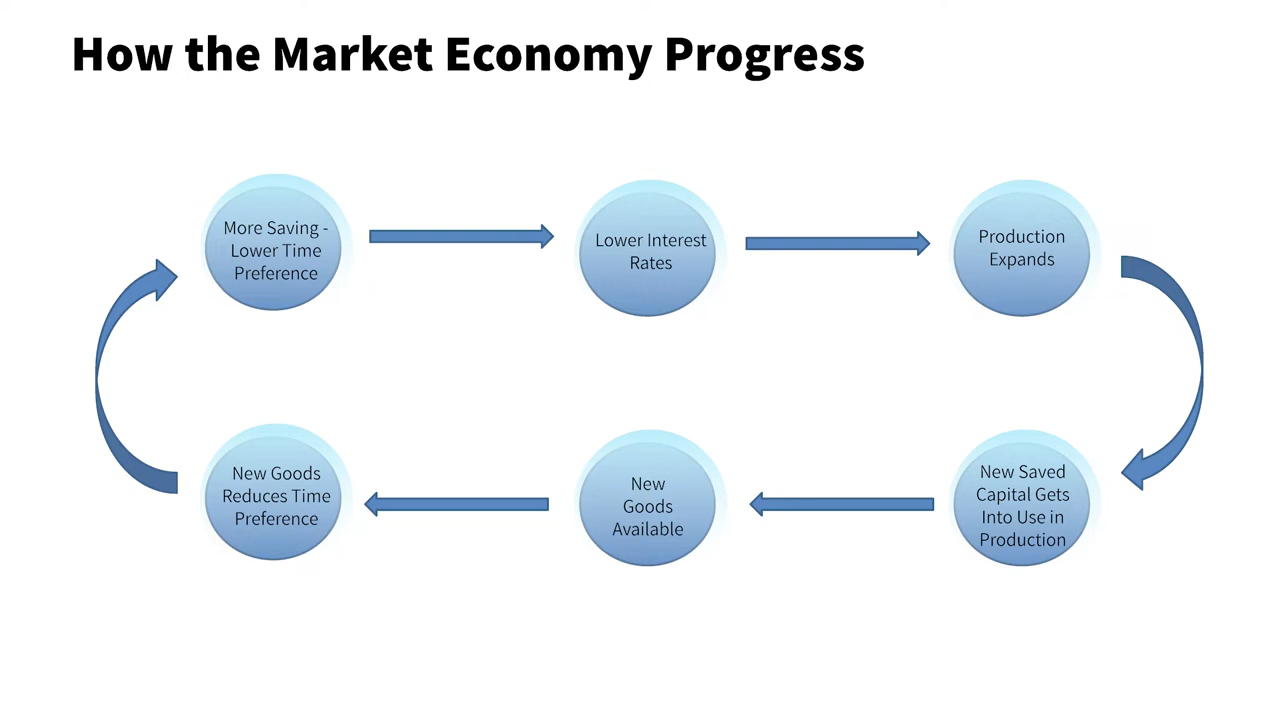 How the Market Economy Progress
More Saving -
Lower Time
Preference
Lower Interest
Rates
Production
Expands
New Goods
Reduces Time
Preference
New
Goods
Available
New Saved
Capital Gets
Into Use in
Production